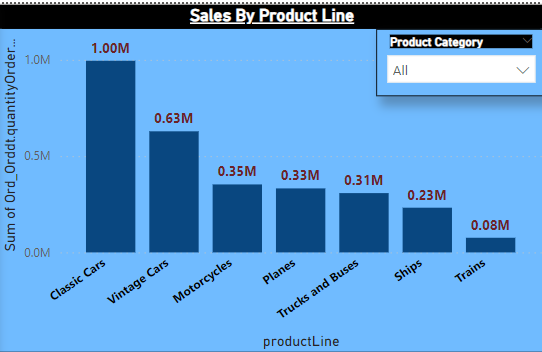 Sales By Product Line
Product Category
All
Sum of Ord_Orddt.quantityOrder...
1.0M
0.5M
0.0M
1.00M
0.63M
0.35M
0.33M
0.31M
0.23M
0.08M
Classic Cars
Vintage Cars
Motorcycles
Planes
Trucks and Buses
Ships
Trains
productLine